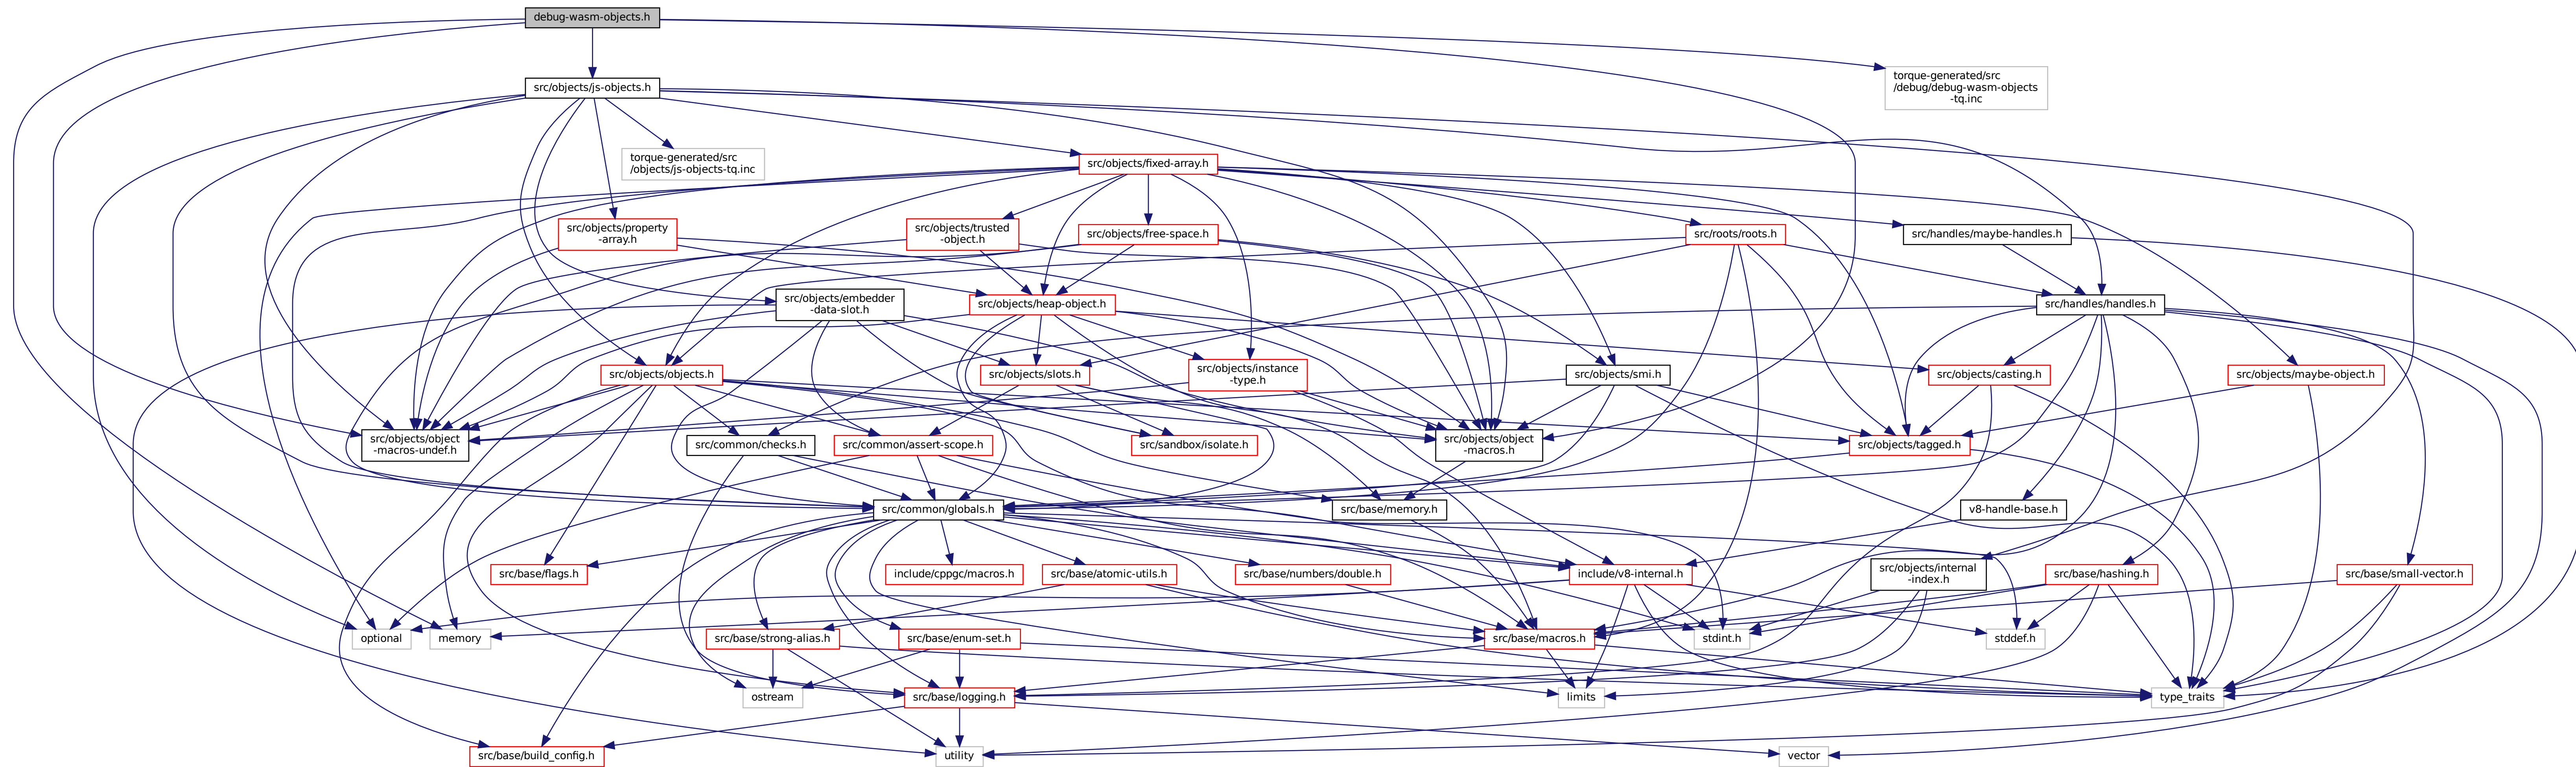 debug-wasm-objects.h
src/objects/js-objects.h
torque-generated/src
/debug/debug-wasm-objects
-tq.inc
torque-generated/src
/objects/js-objects-tq.inc
src/objects/fixed-array.h
src/objects/property
-array.h
src/objects/trusted
-object.h
src/objects/free-space.h
src/roots/roots.h
src/handles/maybe-handles.h
src/objects/embedder
-data-slot.h
src/objects/heap-object.h
src/handles/handles.h
src/objects/objects.h
src/objects/slots.h
src/objects/instance
-type.h
src/objects/smi.h
src/objects/casting.h
src/objects/maybe-object.h
src/objects/object
-macros-undef.h
src/common/checks.h
src/common/assert-scope.h
src/sandbox/isolate.h
src/objects/object
-macros.h
src/objects/tagged.h
src/common/globals.h
src/base/memory.h
v8-handle-base.h
src/base/flags.h
include/cppgc/macros.h
src/base/atomic-utils.h
src/base/numbers/double.h
include/v8-internal.h
src/objects/internal
-index.h
src/base/hashing.h
src/base/small-vector.h
optional
memory
src/base/strong-alias.h
src/base/enum-set.h
src/base/macros.h
stdint.h
stddef.h
ostream
src/base/logging.h
limits
type_traits
src/base/build_config.h
utility
vector